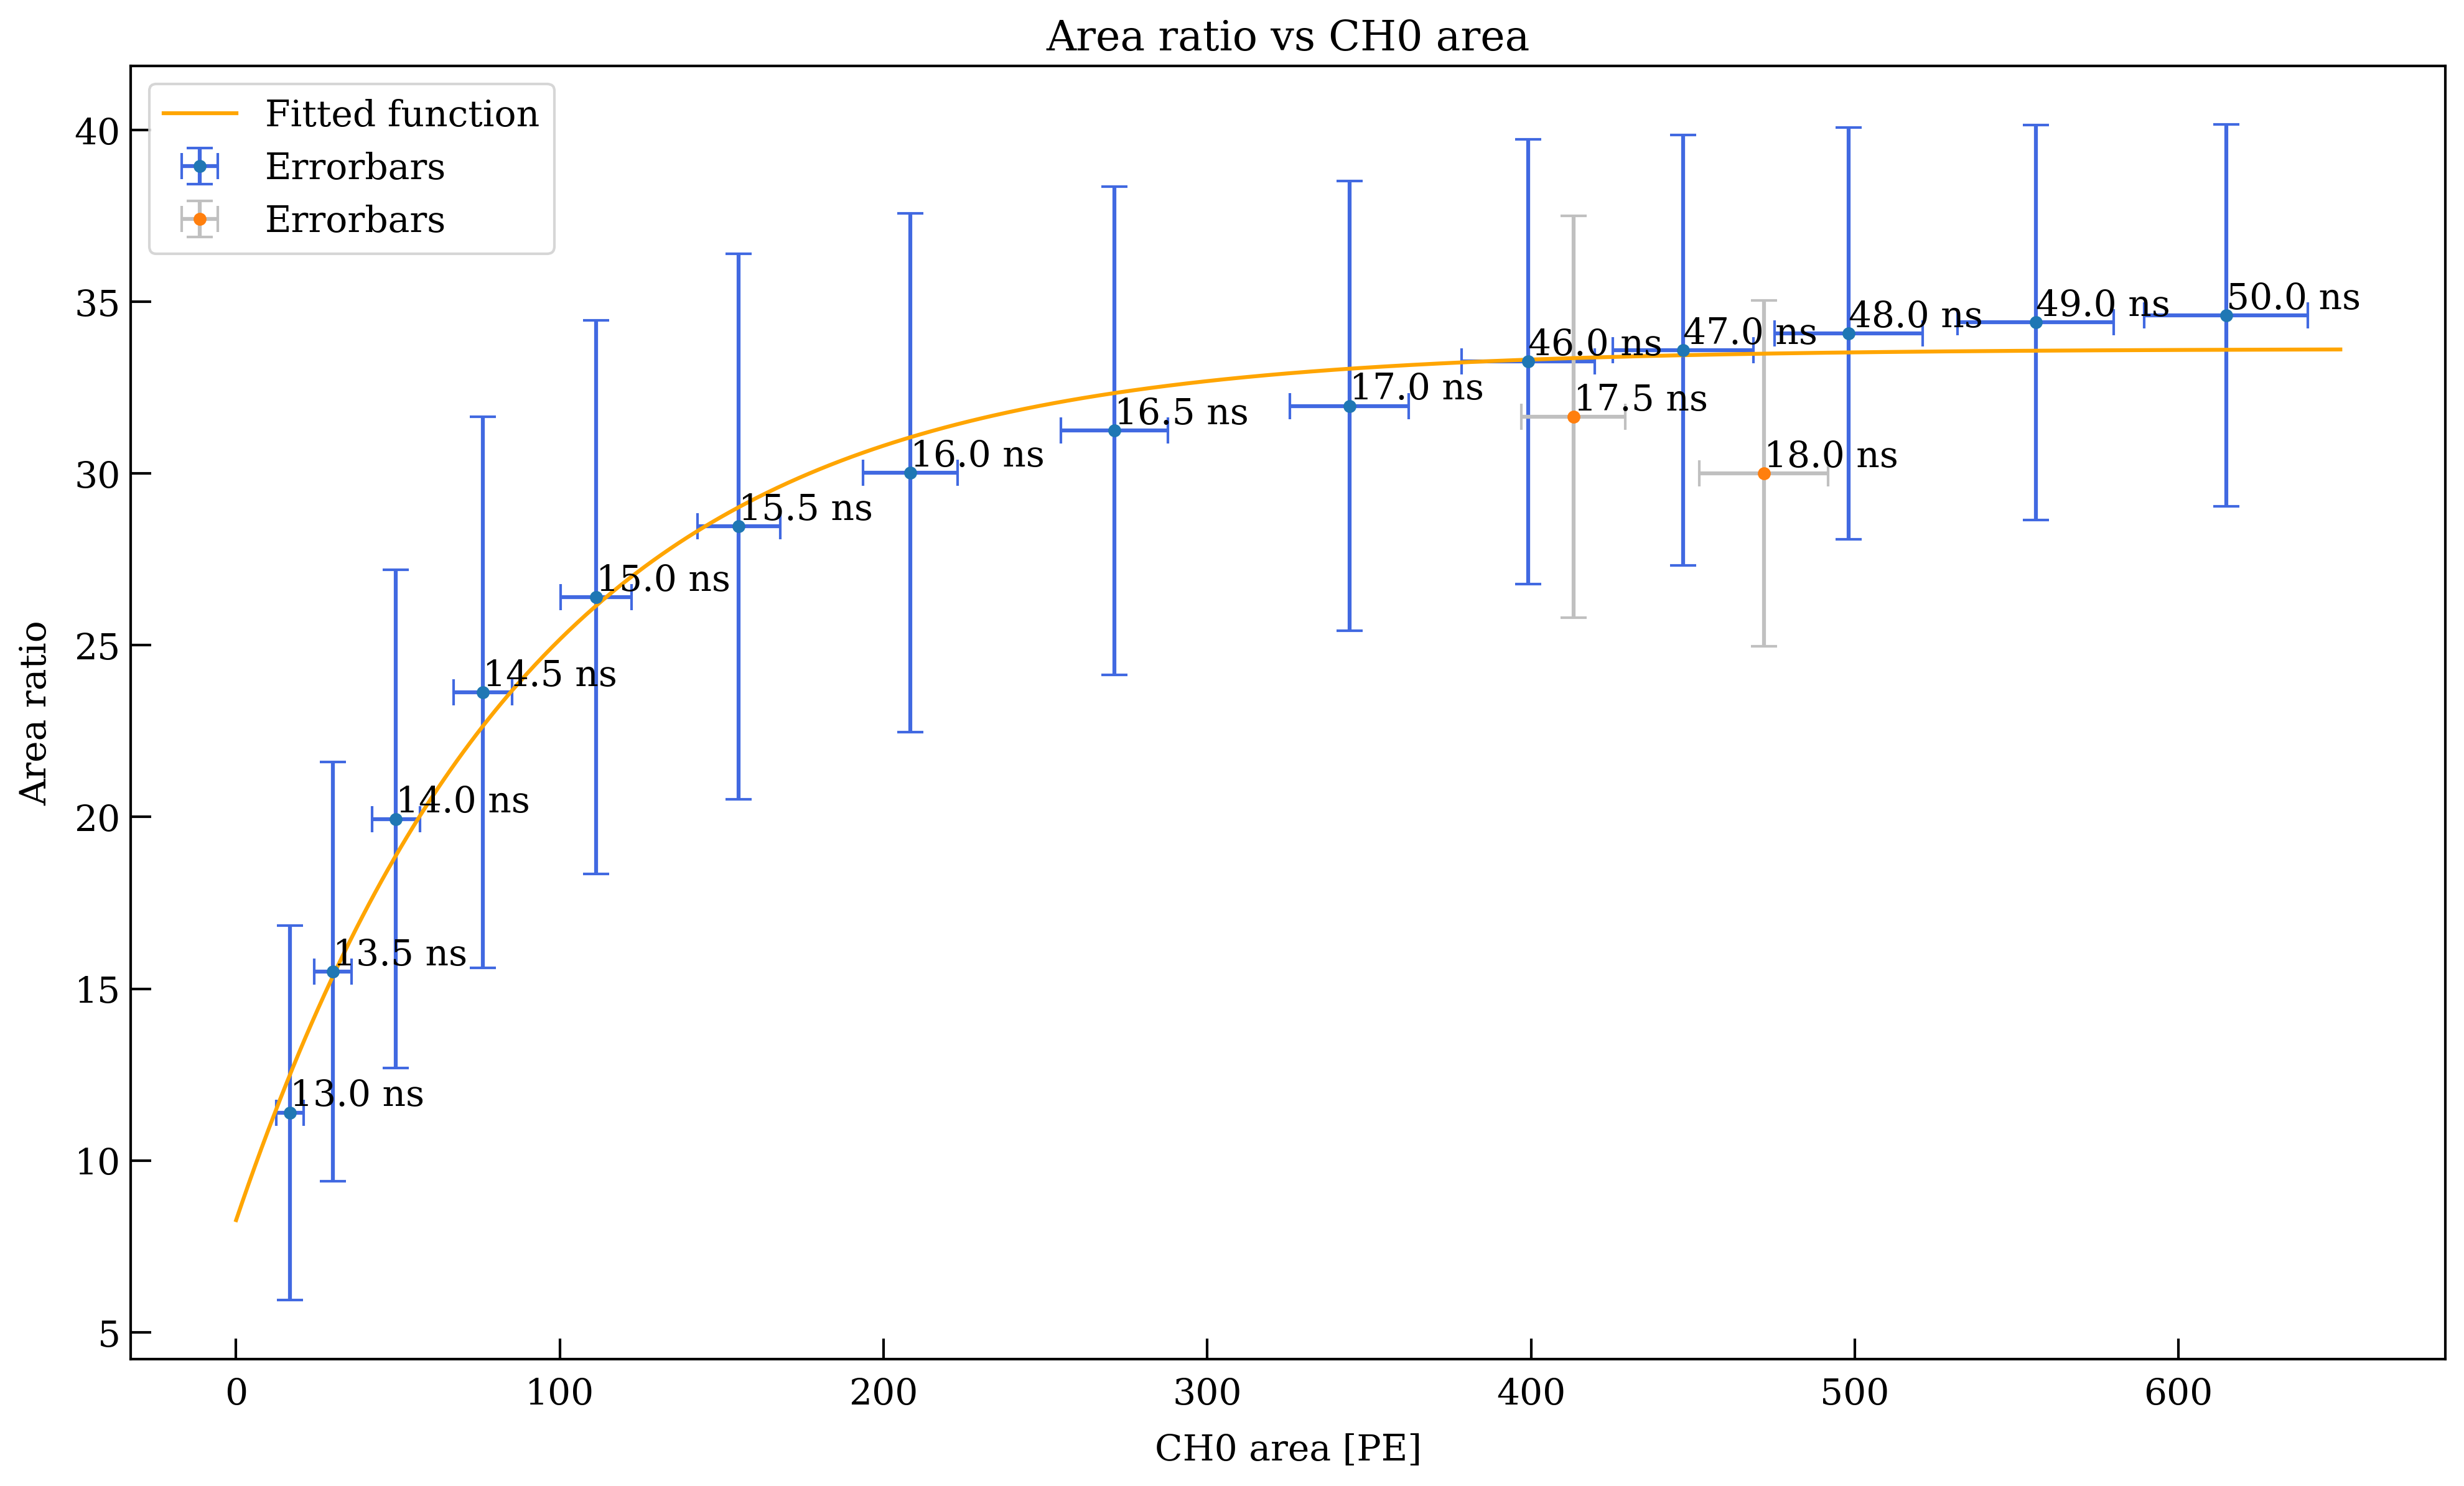 Area ratio vs CH0 area
Fitted function
Errorbars
Errorbars
40
35
30
25
20
15
10
5
Area ratio
50.0 ns
49.0 ns
48.0 ns
47.0 ns
46.0 ns
17.0 ns
17.5 ns
16.5 ns
16.0 ns
18.0 ns
15.5 ns
15.0 ns
14.5 ns
14.0 ns
13.5 ns
13.0 ns
0 100 200 300 400 500 600
CH0 area [PE]